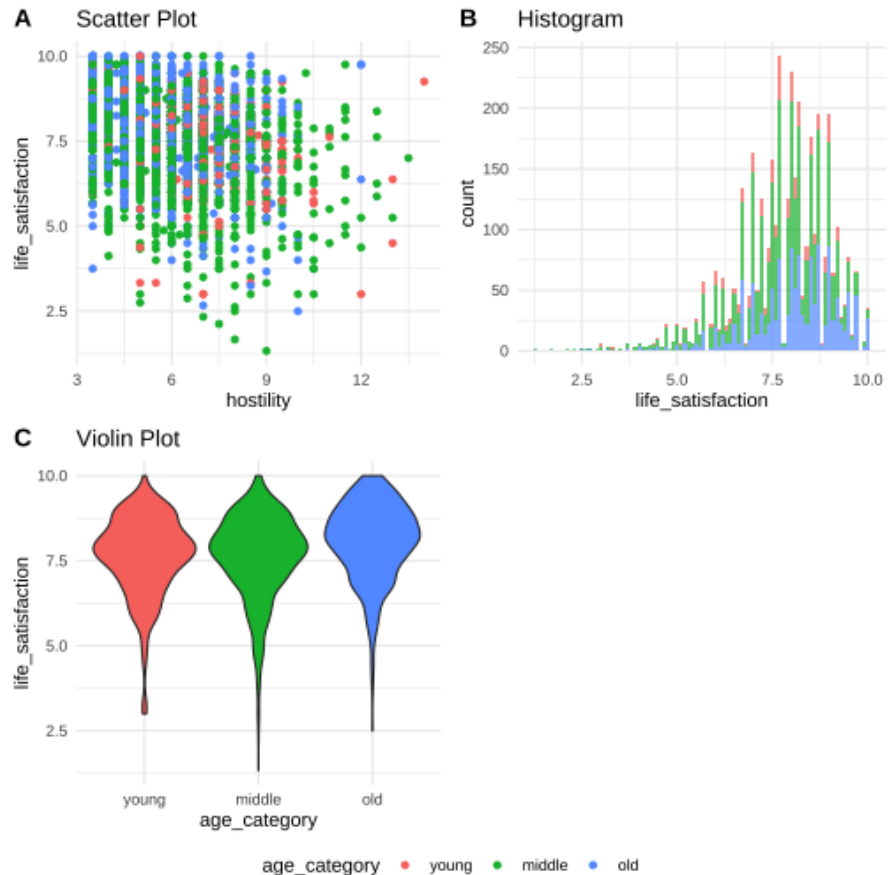 A Scatter Plot
10.0
7.5
5.0
2.5
life_satisfaction
3 6 9 12
hostility
B Histogram
250
200
150
100
50
0
count
2.5 5.0 7.5 10.0
life_satisfaction
C Violin Plot
10.0
7.5
5.0
2.5
life_satisfaction
young middle old
age_category
age_category young middle old